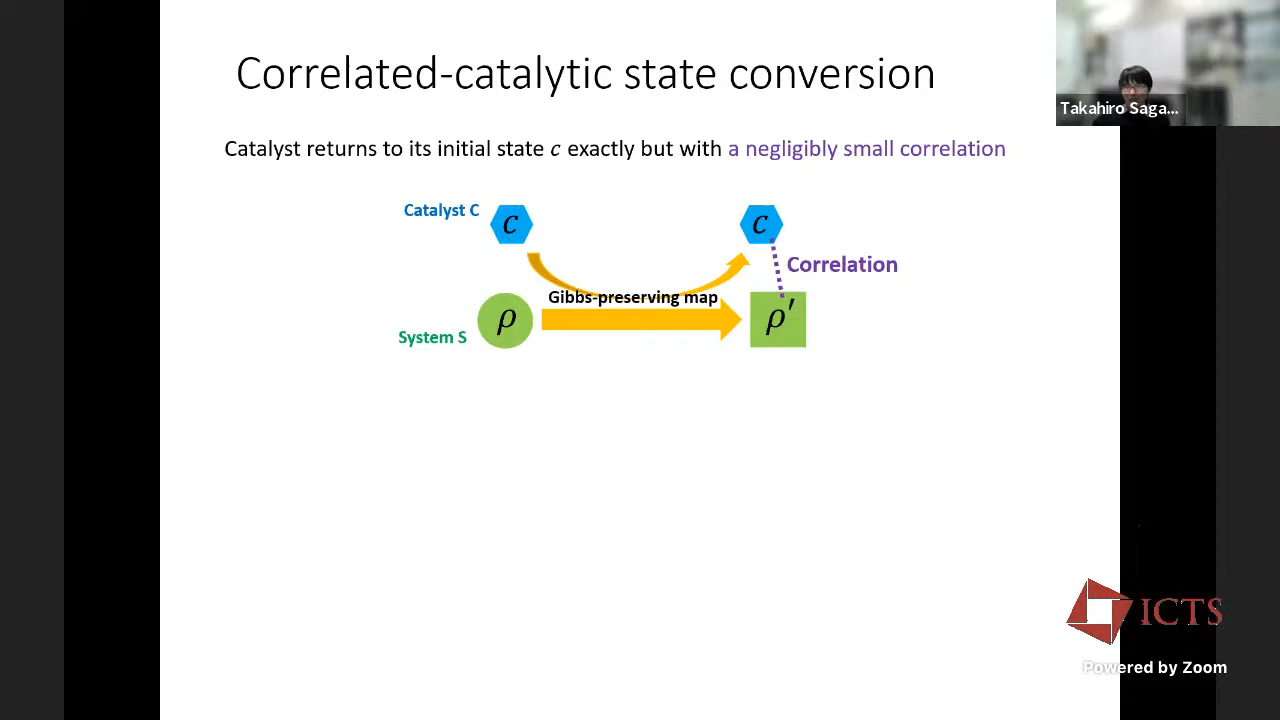 Correlated-catalytic state conversion
Takahiro Saga...
Catalyst returns to its initial state c exactly but with a negligibly small correlation
Catalyst C
c
c
Correlation
Gibbs-preserving map
ρ
ρ′
System S
ICTS
Powered by Zoom